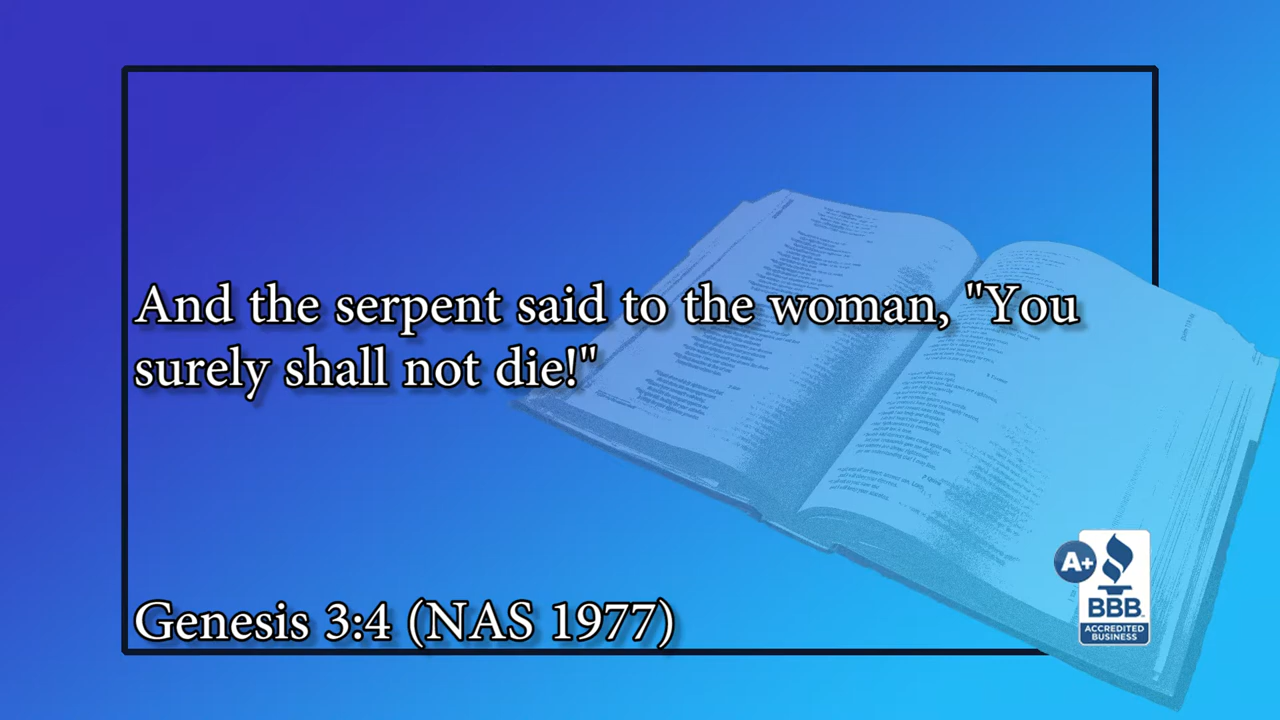 And the serpent said to the woman, "You
surely shall not die!"
Genesis 3:4 (NAS 1977)
A+
BBB
ACCREDITED
BUSINESS